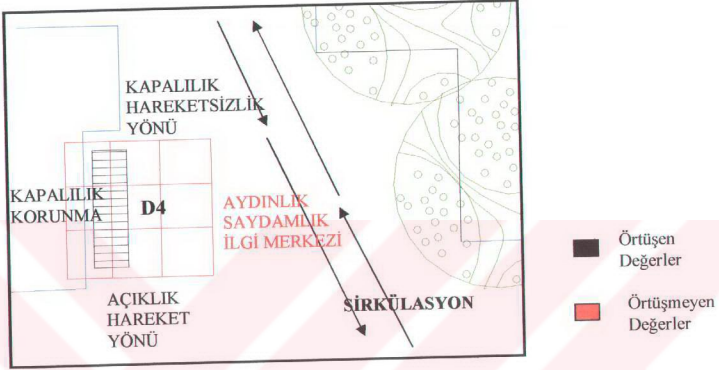 KAPALILIK
HAREKETSİZLİK
YÖNÜ
KAPALILIK
KORUNMA
D4
AYDINLIK
SAYDAMLIK
İLGİ MERKEZİ
AÇIKLIK
HAREKET
YÖNÜ
SİRKÜLASYON
Örtüşen
Değerler
Örtüşmeyen
Değerler